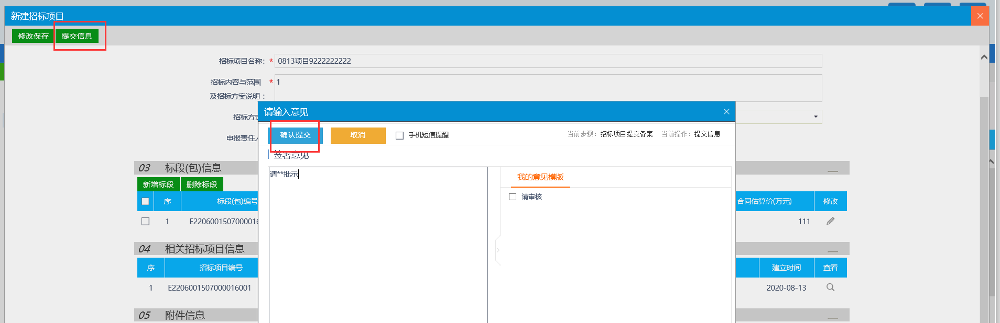 新建招标项目
修改保存 提交信息
招标项目名称: * 0813项目9222222222
招标内容与范围 * 1
及招标方案说明:
招标方式
申报责任人
请输入意见
确认提交 取消 手机短信提醒 当前步骤: 招标项目提交备案 当前操作: 提交信息
签署意见
请**批示
我的意见模版
请审核
03 标段(包)信息
新增标段 删除标段
序 标段(包)编号 合同估算价(万元) 修改
1 E220600150700001 111
04 相关招标项目信息
序 招标项目编号 建立时间 查看
1 E2206001507000016001 2020-08-13
05 附件信息